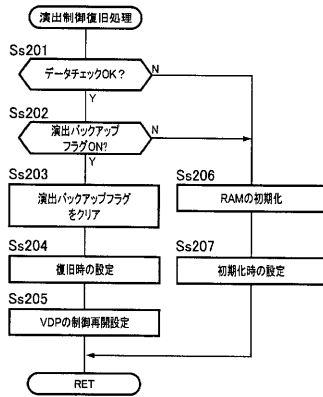 演出制御復旧処理
Ss201
データチェックOK?
N
Y
Ss202
演出バックアップ
フラグON?
N
Y
Ss203
演出バックアップフラグ
をクリア
Ss206
RAMの初期化
Ss204
復旧時の設定
Ss207
初期化時の設定
Ss205
VDPの制御再開設定
RET